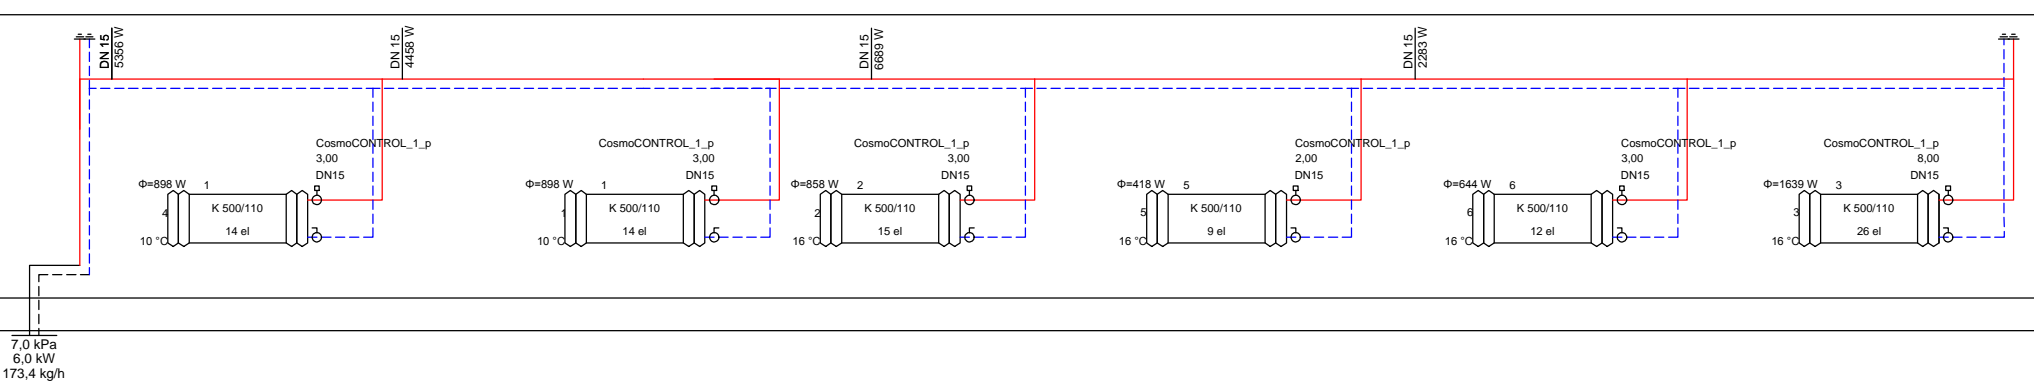 DN 15
5356 W
DN 15
4458 W
DN 15
6689 W
DN 15
2283 W
CosmoCONTROL_1_p
3,00
DN15
Φ=898 W 1
4
K 500/110
14 el
10 °C
CosmoCONTROL_1_p
3,00
DN15
Φ=898 W 1
1
K 500/110
14 el
10 °C
CosmoCONTROL_1_p
3,00
DN15
Φ=858 W 2
2
K 500/110
15 el
16 °C
CosmoCONTROL_1_p
2,00
DN15
Φ=418 W 5
5
K 500/110
9 el
16 °C
CosmoCONTROL_1_p
3,00
DN15
Φ=644 W 6
6
K 500/110
12 el
16 °C
CosmoCONTROL_1_p
8,00
DN15
Φ=1639 W 3
3
K 500/110
26 el
16 °C
7,0 kPa
6,0 kW
173,4 kg/h